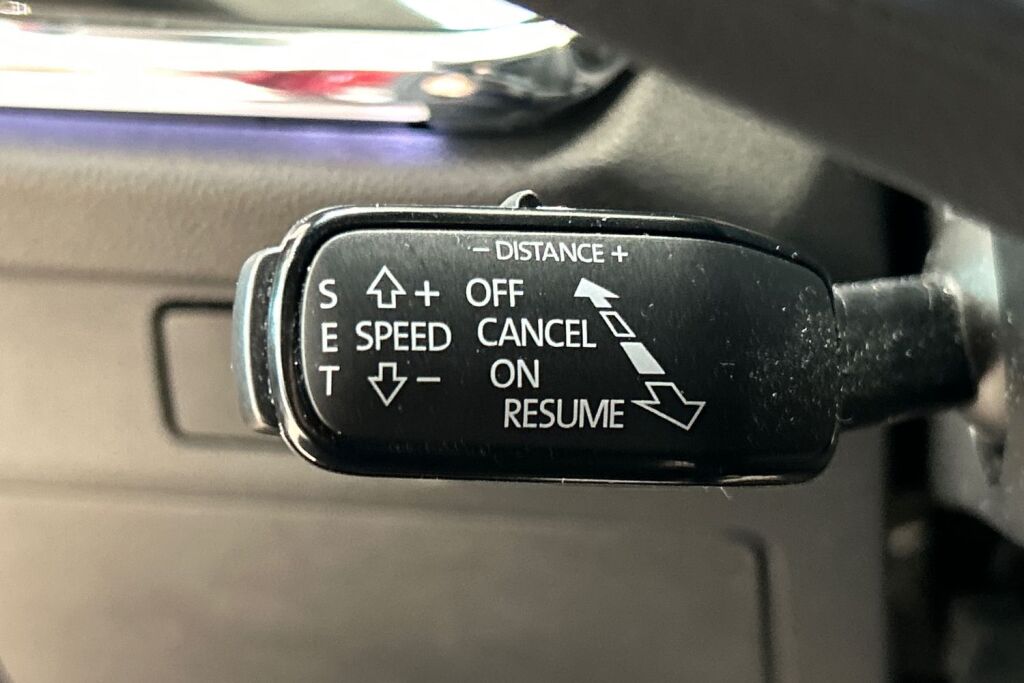 − DISTANCE +
S + OFF
E SPEED CANCEL
T − ON
RESUME